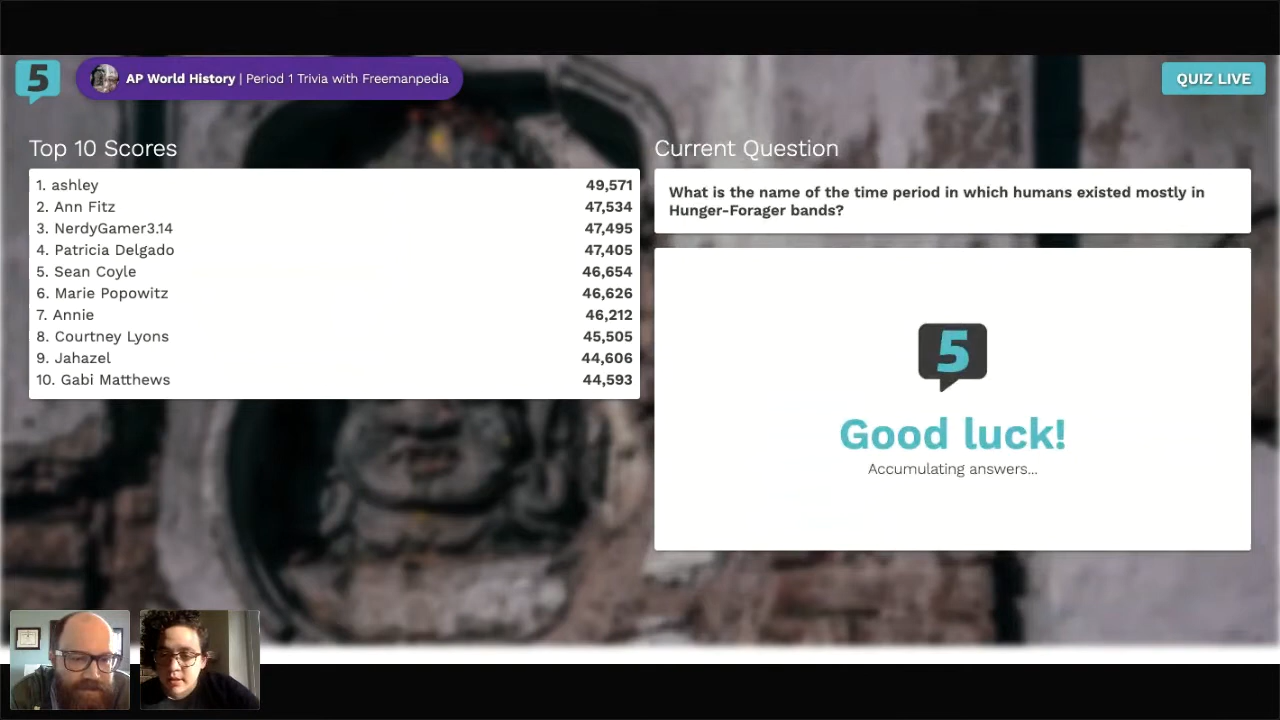 5
AP World History | Period 1 Trivia with Freemanpedia
QUIZ LIVE
Top 10 Scores
1. ashley 49,571
2. Ann Fitz 47,534
3. NerdyGamer3.14 47,495
4. Patricia Delgado 47,405
5. Sean Coyle 46,654
6. Marie Popowitz 46,626
7. Annie 46,212
8. Courtney Lyons 45,505
9. Jahazel 44,606
10. Gabi Matthews 44,593
Current Question
What is the name of the time period in which humans existed mostly in
Hunger-Forager bands?
5
Good luck!
Accumulating answers...